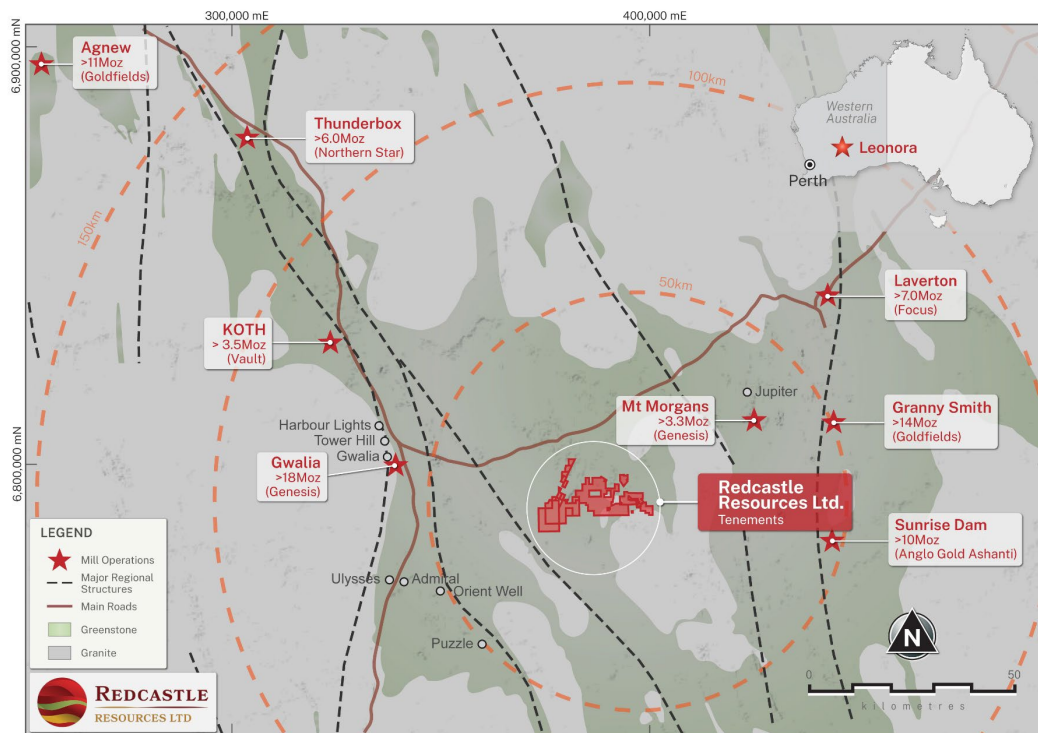 300,000 mE
400,000 mE
6,900,000 mN
6,800,000 mN
Agnew
>11Moz
(Goldfields)
Thunderbox
>6.0Moz
(Northern Star)
100km
150km
50km
Western
Australia
Leonora
Perth
KOTH
> 3.5Moz
(Vault)
Laverton
>7.0Moz
(Focus)
Jupiter
Mt Morgans
>3.3Moz
(Genesis)
Granny Smith
>14Moz
(Goldfields)
Harbour Lights
Tower Hill
Gwalia
Gwalia
>18Moz
(Genesis)
Redcastle
Resources Ltd.
Tenements
Sunrise Dam
>10Moz
(Anglo Gold Ashanti)
Ulysses
Admiral
Orient Well
Puzzle
LEGEND
Mill Operations
Major Regional
Structures
Main Roads
Greenstone
Granite
REDCASTLE
RESOURCES LTD
N
0
50
kilometres